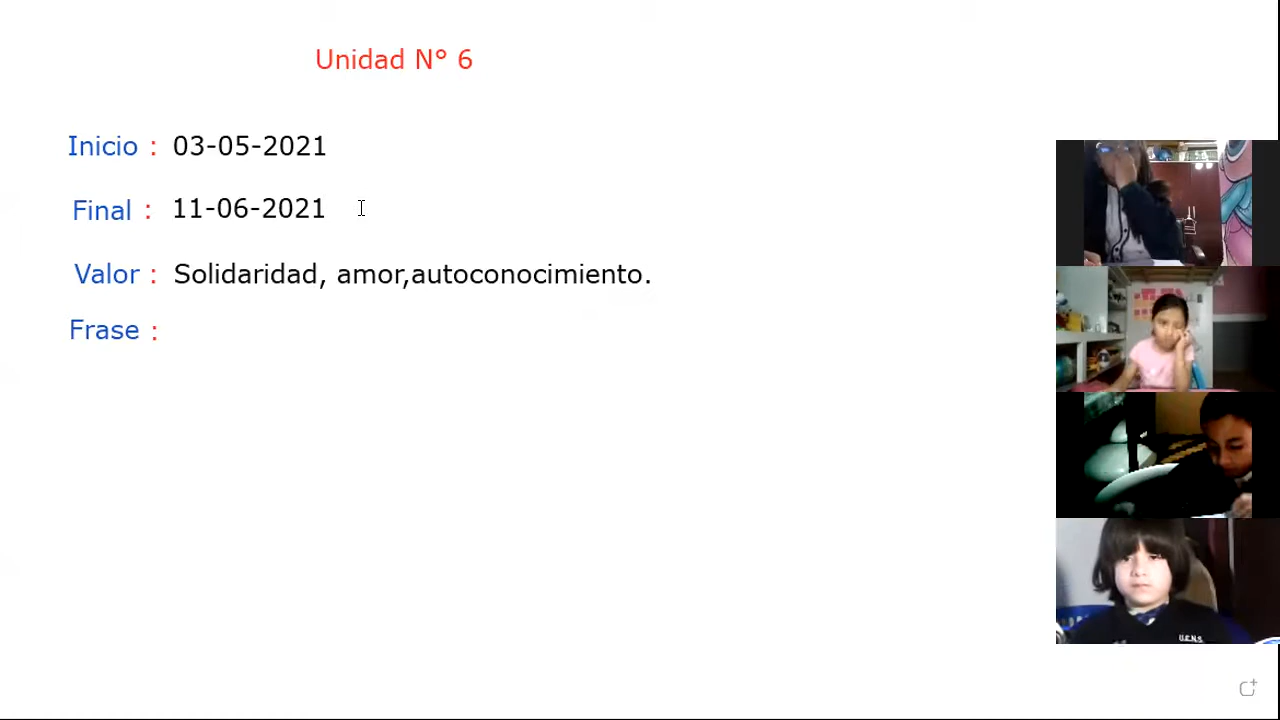 Unidad N° 6
Inicio : 03-05-2021
Final : 11-06-2021
Valor : Solidaridad, amor,autoconocimiento.
Frase :
U.E.N.S.